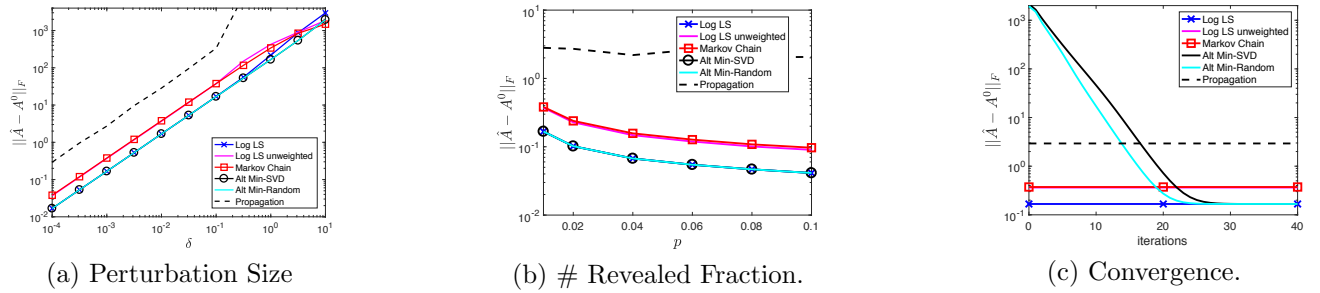 10^3
10^2
10^1
10^0
10^-1
10^-2
||Â − A^0||_F
Log LS
Log LS unweighted
Markov Chain
Alt Min-SVD
Alt Min-Random
Propagation
10^-4
10^-3
10^-2
10^-1
10^0
10^1
δ
(a) Perturbation Size
10^1
10^0
10^-1
10^-2
||Â − A^0||_F
Log LS
Log LS unweighted
Markov Chain
Alt Min-SVD
Alt Min-Random
Propagation
0.02
0.04
0.06
0.08
0.1
p
(b) # Revealed Fraction.
10^3
10^2
10^1
10^0
10^-1
||Â − A^0||_F
Log LS
Log LS unweighted
Markov Chain
Alt Min-SVD
Alt Min-Random
Propagation
0
10
20
30
40
iterations
(c) Convergence.